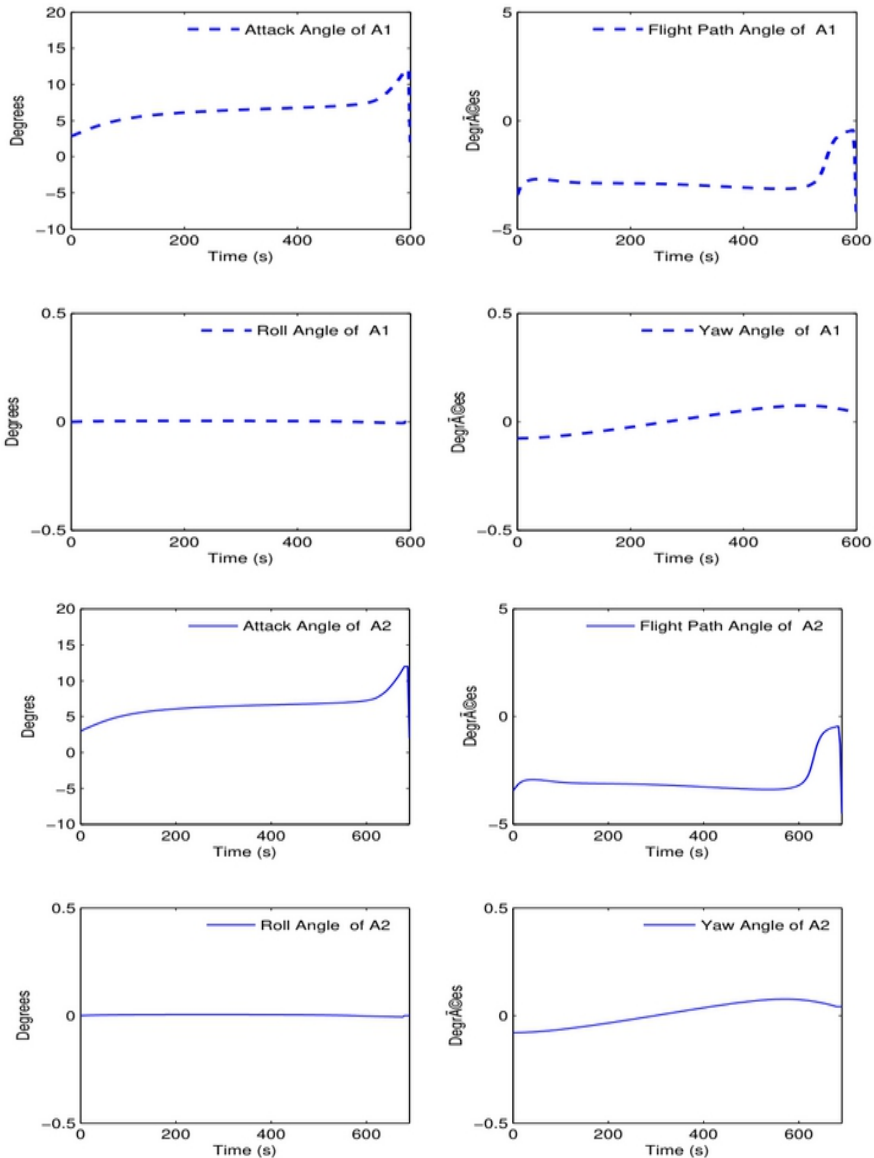 20
15
10
5
0
−5
−10
Degrees
Attack Angle of A1
0 200 400 600
Time (s)
5
0
−5
DegrÃ©es
Flight Path Angle of A1
0 200 400 600
Time (s)
0.5
0
−0.5
Degrees
Roll Angle of A1
0 200 400 600
Time (s)
0.5
0
−0.5
DegrÃ©es
Yaw Angle of A1
0 200 400 600
Time (s)
20
15
10
5
0
−5
−10
Degres
Attack Angle of A2
0 200 400 600
Time (s)
5
0
−5
DegrÃ©es
Flight Path Angle of A2
0 200 400 600
Time (s)
0.5
0
−0.5
Degrees
Roll Angle of A2
0 200 400 600
Time (s)
0.5
0
−0.5
DegrÃ©es
Yaw Angle of A2
0 200 400 600
Time (s)